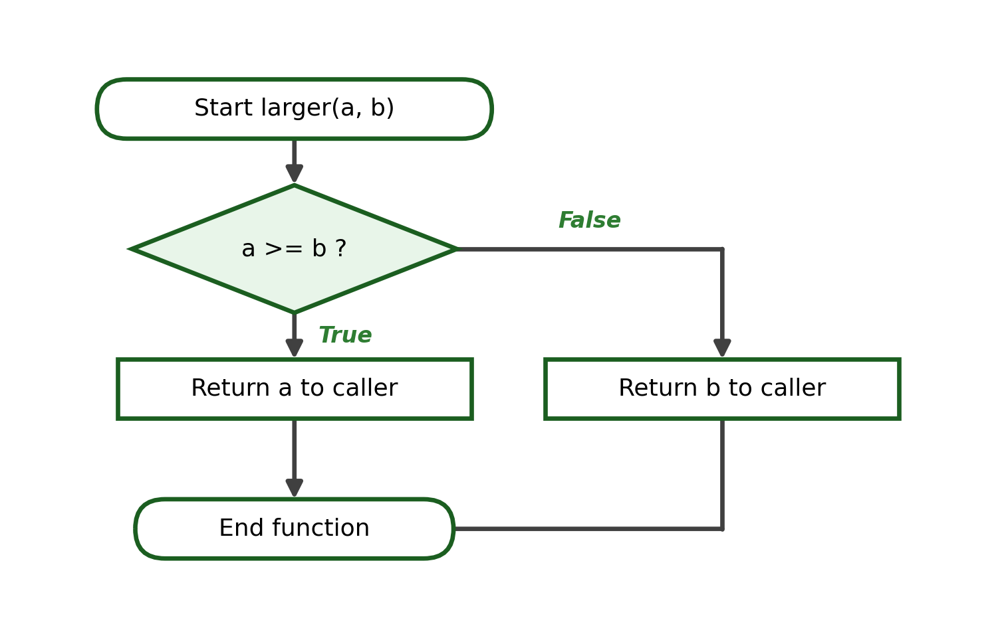 Start larger(a, b)
a >= b ?
False
True
Return a to caller
Return b to caller
End function